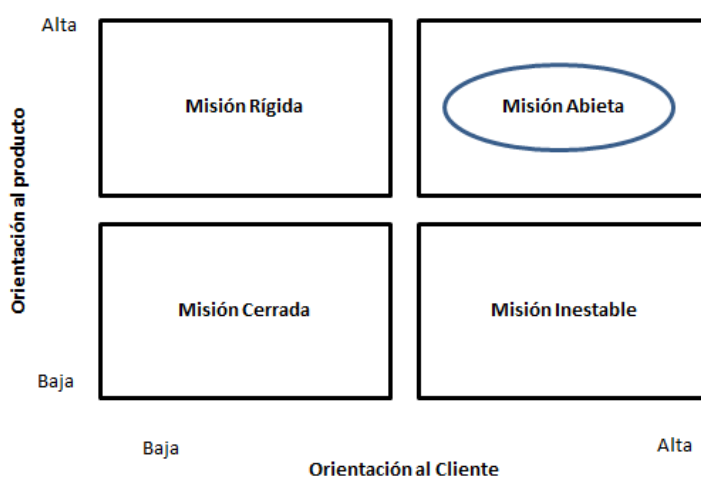 Alta
Misión Rígida
Misión Abieta
Orientación al producto
Misión Cerrada
Misión Inestable
Baja
Baja
Alta
Orientación al Cliente